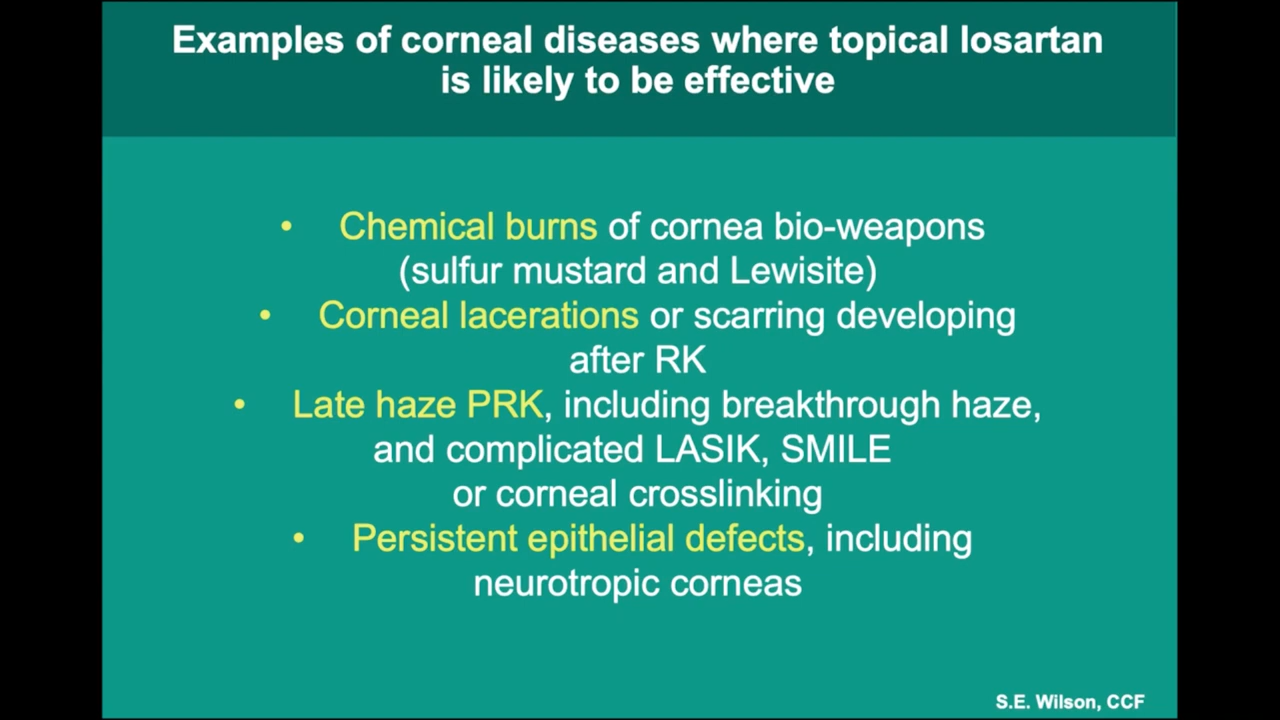 Examples of corneal diseases where topical losartan
is likely to be effective
• Chemical burns of cornea bio-weapons
(sulfur mustard and Lewisite)
• Corneal lacerations or scarring developing
after RK
• Late haze PRK, including breakthrough haze,
and complicated LASIK, SMILE
or corneal crosslinking
• Persistent epithelial defects, including
neurotropic corneas
S.E. Wilson, CCF